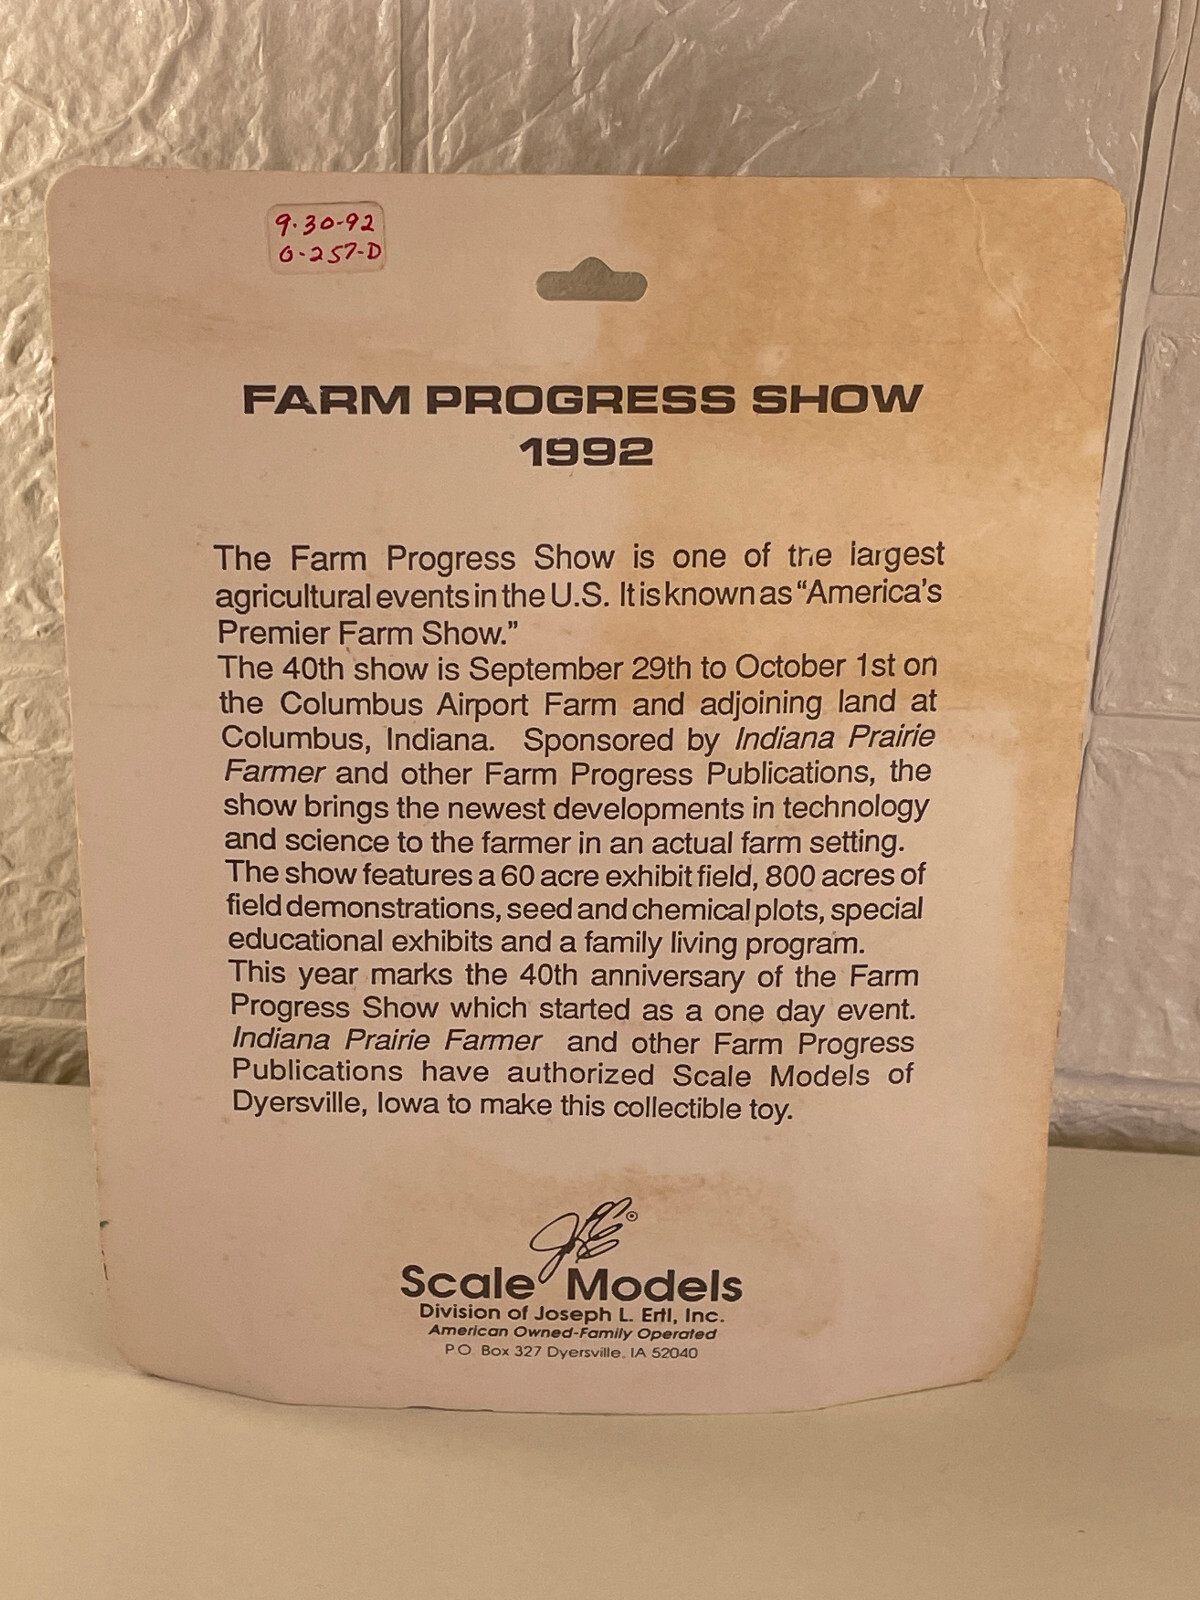 9-30-92
0-257-D
FARM PROGRESS SHOW
1992
The Farm Progress Show is one of the largest
agricultural events in the U.S. It is known as “America’s
Premier Farm Show.”
The 40th show is September 29th to October 1st on
the Columbus Airport Farm and adjoining land at
Columbus, Indiana. Sponsored by Indiana Prairie
Farmer and other Farm Progress Publications, the
show brings the newest developments in technology
and science to the farmer in an actual farm setting.
The show features a 60 acre exhibit field, 800 acres of
field demonstrations, seed and chemical plots, special
educational exhibits and a family living program.
This year marks the 40th anniversary of the Farm
Progress Show which started as a one day event.
Indiana Prairie Farmer and other Farm Progress
Publications have authorized Scale Models of
Dyersville, Iowa to make this collectible toy.
JLE®
Scale Models
Division of Joseph L. Ertl, Inc.
American Owned-Family Operated
P.O. Box 327 Dyersville, IA 52040